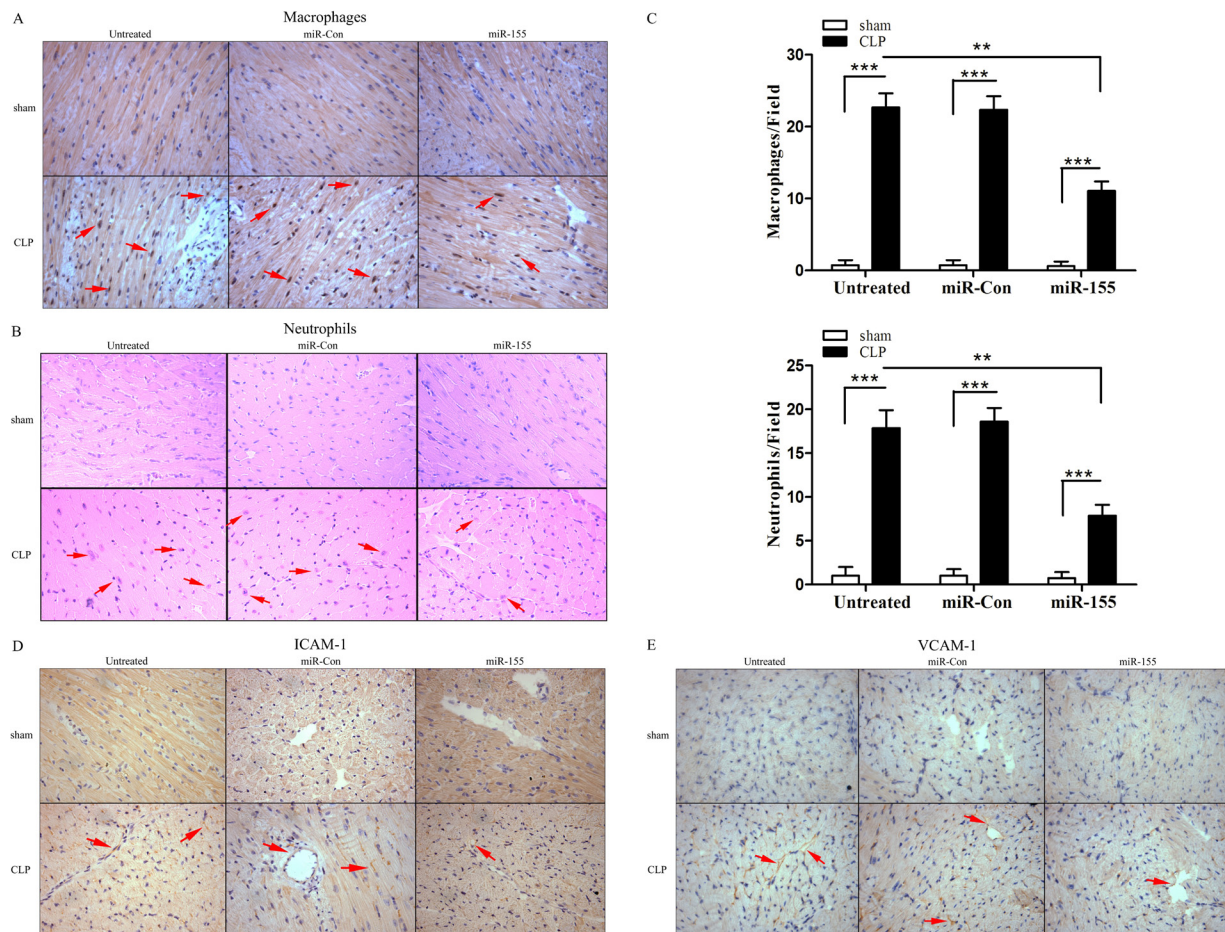 A
Macrophages
Untreated
miR-Con
miR-155
sham
CLP
B
Neutrophils
Untreated
miR-Con
miR-155
sham
CLP
C
sham
CLP
Macrophages/Field
30
20
10
0
***
***
***
**
Untreated
miR-Con
miR-155
sham
CLP
Neutrophils/Field
25
20
15
10
5
0
***
***
***
**
Untreated
miR-Con
miR-155
D
ICAM-1
Untreated
miR-Con
miR-155
sham
CLP
E
VCAM-1
Untreated
miR-Con
miR-155
sham
CLP